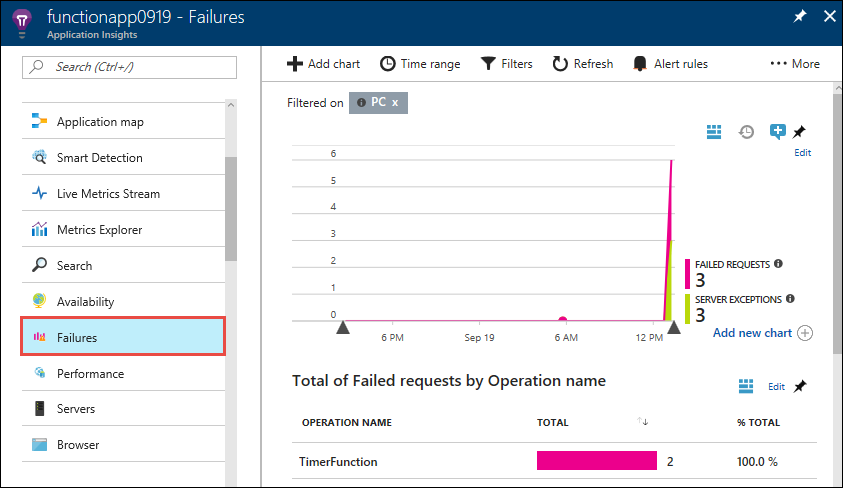 functionapp0919 - Failures
Application Insights
Search (Ctrl+/)
Application map
Smart Detection
Live Metrics Stream
Metrics Explorer
Search
Availability
Failures
Performance
Servers
Browser
Add chart
Time range
Filters
Refresh
Alert rules
More
Filtered on
PC x
Edit
6
5
4
3
2
1
0
6 PM
Sep 19
6 AM
12 PM
FAILED REQUESTS
3
SERVER EXCEPTIONS
3
Add new chart
Total of Failed requests by Operation name
Edit
OPERATION NAME TOTAL % TOTAL
TimerFunction 2 100.0 %